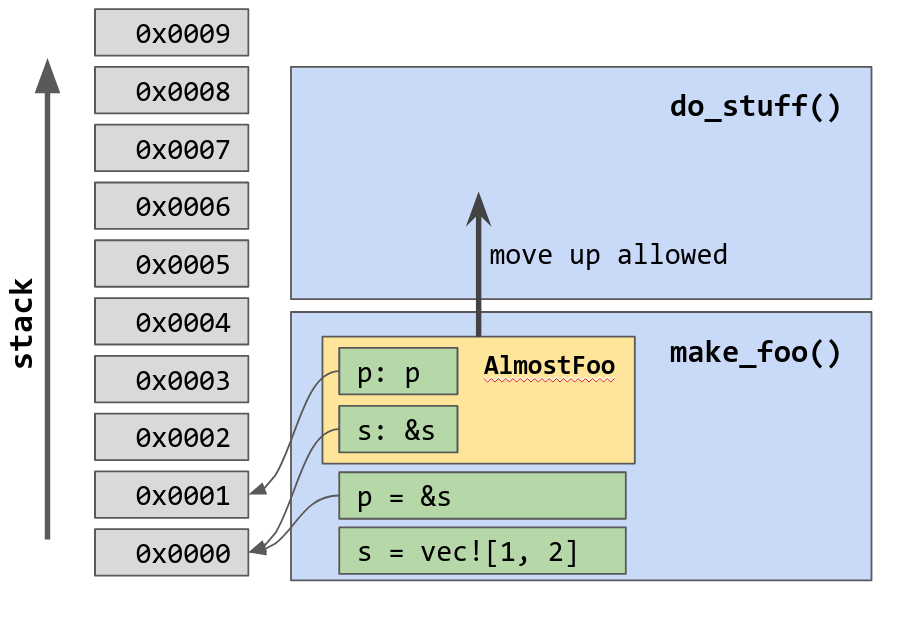 0x0009
0x0008
0x0007
0x0006
0x0005
0x0004
0x0003
0x0002
0x0001
0x0000
stack
do_stuff()
move up allowed
make_foo()
AlmostFoo
p: p
s: &s
p = &s
s = vec![1, 2]